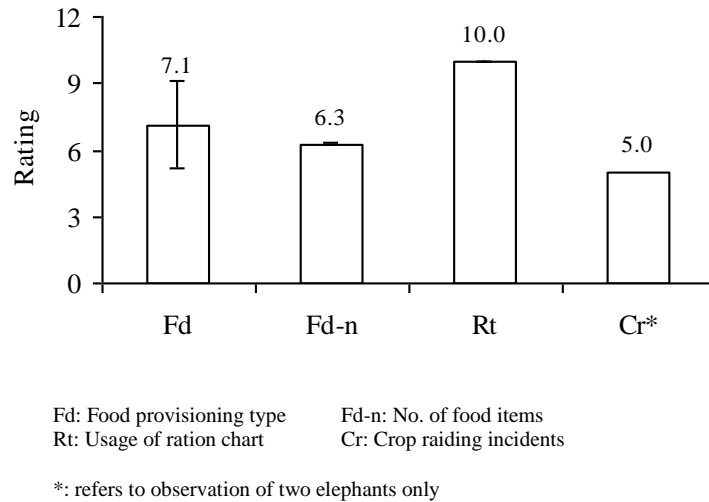 12
9
6
3
0
Rating
7.1
6.3
10.0
5.0
Fd Fd-n Rt Cr*
Fd: Food provisioning type Fd-n: No. of food items
Rt: Usage of ration chart Cr: Crop raiding incidents
*: refers to observation of two elephants only